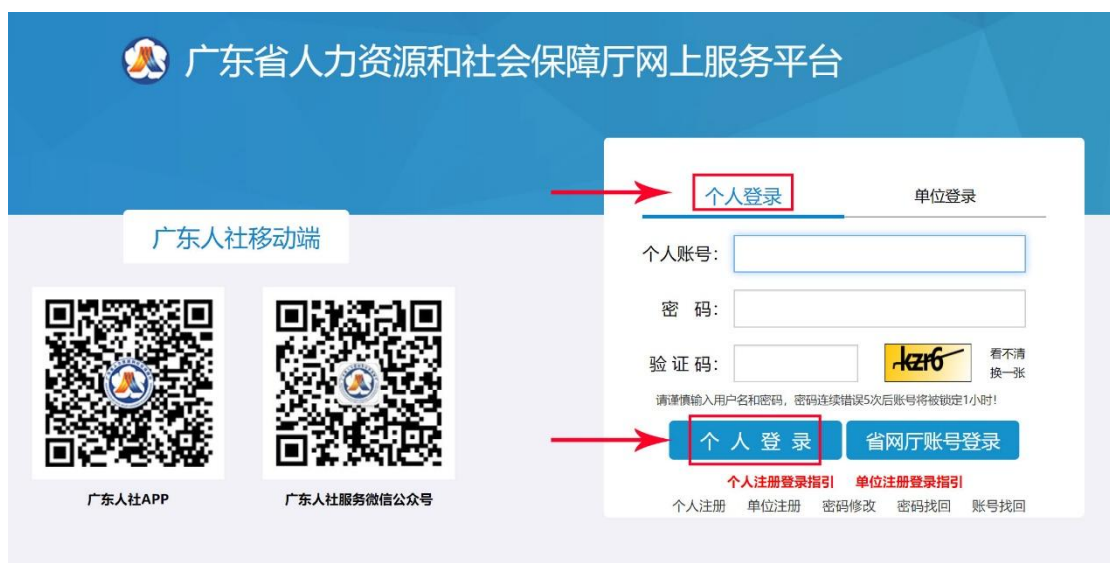 广东省人力资源和社会保障厅网上服务平台
个人登录 单位登录
广东人社移动端
个人账号：
密 码：
验 证 码：
kzr6
看不清
换一张
请谨慎输入用户名和密码，密码连续错误5次后账号将被锁定1小时！
个 人 登 录 省网厅账号登录
个人注册登录指引 单位注册登录指引
个人注册 单位注册 密码修改 密码找回 账号找回
广东人社APP 广东人社服务微信公众号